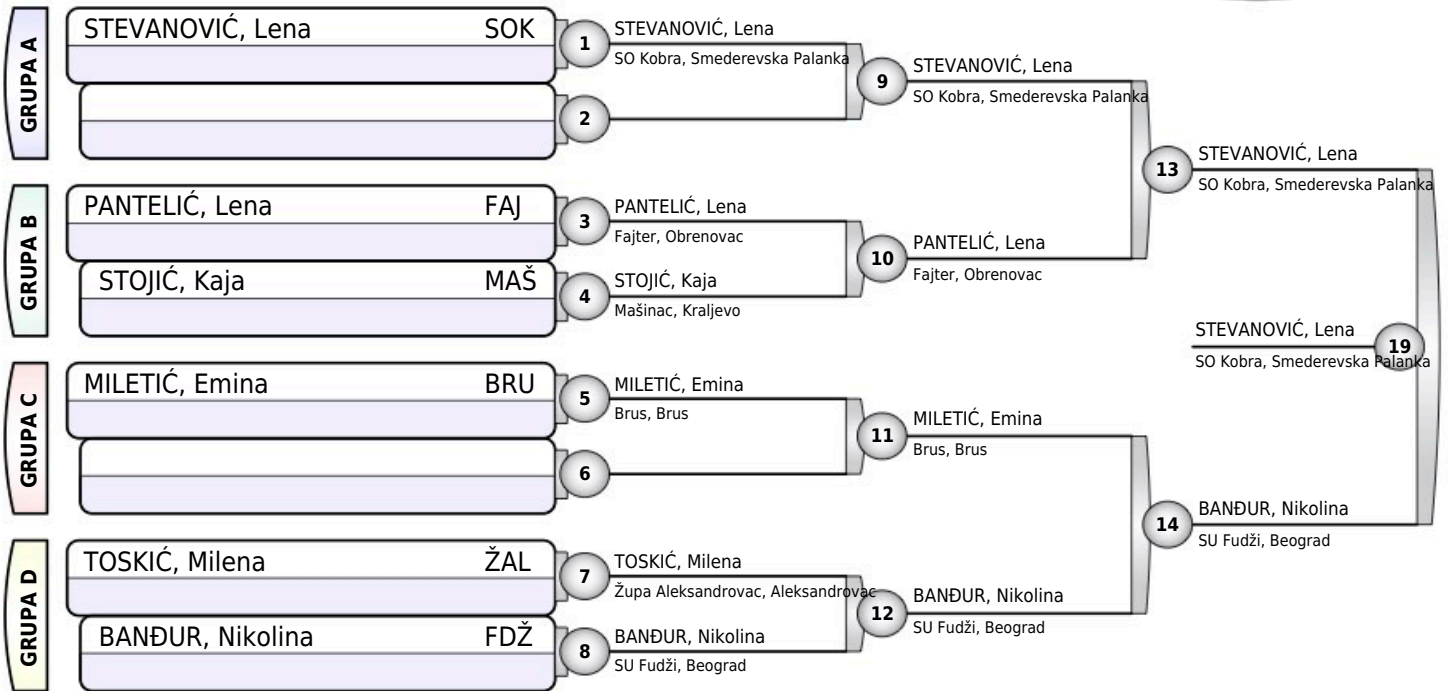 GRUPA A
STEVANOVIĆ, Lena SOK
1
STEVANOVIĆ, Lena
SO Kobra, Smederevska Palanka
2
9
STEVANOVIĆ, Lena
SO Kobra, Smederevska Palanka
13
STEVANOVIĆ, Lena
SO Kobra, Smederevska Palanka
GRUPA B
PANTELIĆ, Lena FAJ
3
PANTELIĆ, Lena
Fajter, Obrenovac
STOJIĆ, Kaja MAŠ
4
STOJIĆ, Kaja
Mašinac, Kraljevo
10
PANTELIĆ, Lena
Fajter, Obrenovac
STEVANOVIĆ, Lena
SO Kobra, Smederevska Palanka
19
GRUPA C
MILETIĆ, Emina BRU
5
MILETIĆ, Emina
Brus, Brus
6
11
MILETIĆ, Emina
Brus, Brus
14
BANĐUR, Nikolina
SU Fudži, Beograd
GRUPA D
TOSKIĆ, Milena ŽAL
7
TOSKIĆ, Milena
Župa Aleksandrovac, Aleksandrovac
BANĐUR, Nikolina FDŽ
8
BANĐUR, Nikolina
SU Fudži, Beograd
12
BANĐUR, Nikolina
SU Fudži, Beograd